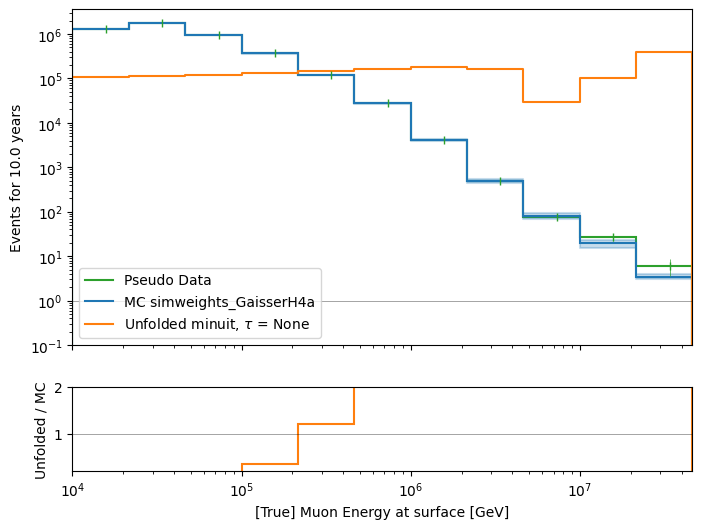 Events for 10.0 years
10^6
10^5
10^4
10^3
10^2
10^1
10^0
10^−1
Pseudo Data
MC simweights_GaisserH4a
Unfolded minuit, τ = None
Unfolded / MC
2
1
10^4 10^5 10^6 10^7
[True] Muon Energy at surface [GeV]